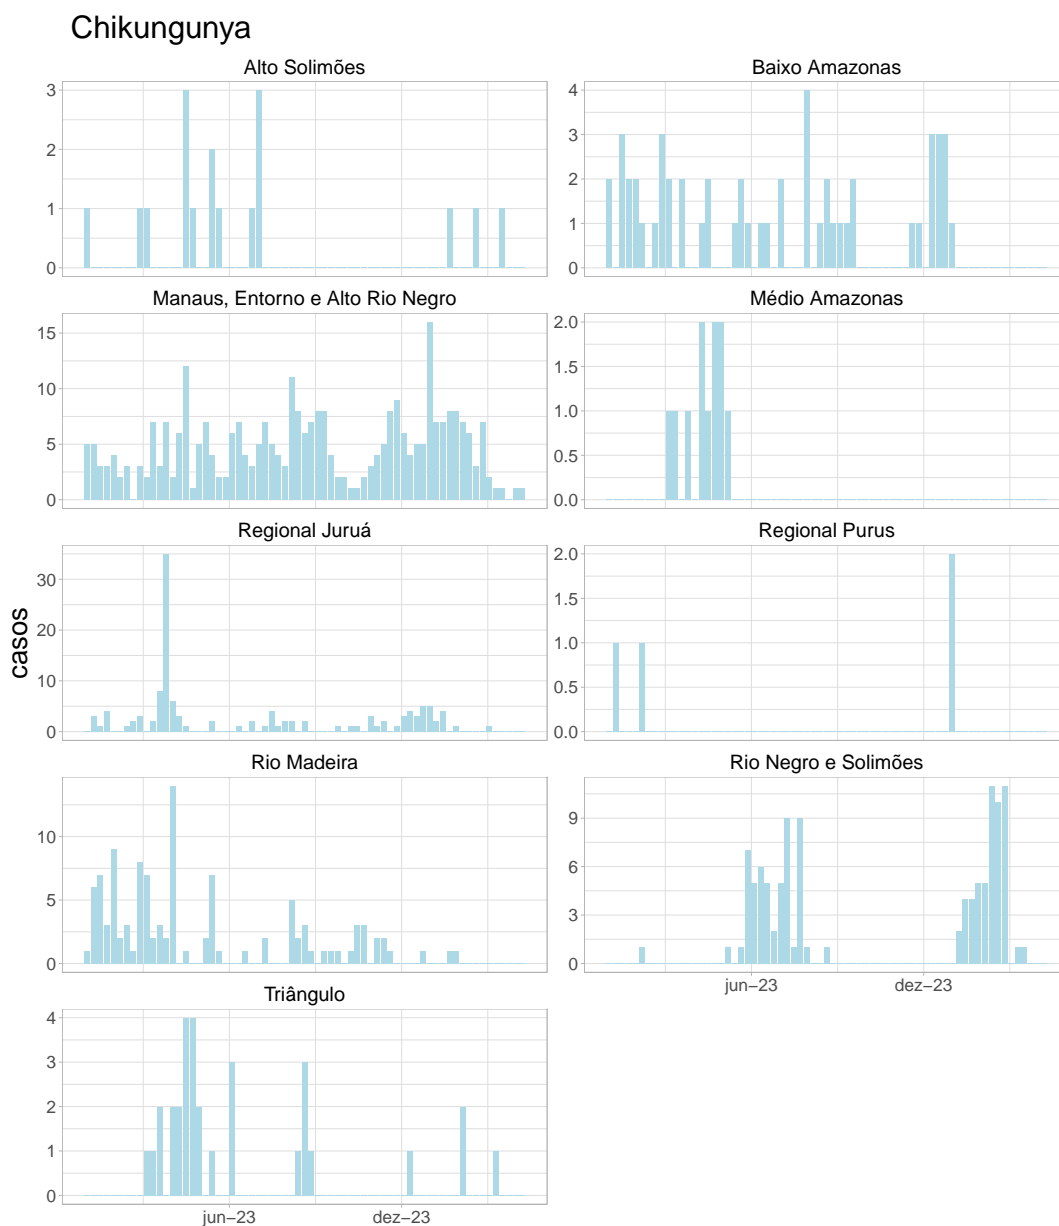 Chikungunya
Alto Solimões
Baixo Amazonas
3
2
1
0
4
3
2
1
0
Manaus, Entorno e Alto Rio Negro
Médio Amazonas
15
10
5
0
2.0
1.5
1.0
0.5
0.0
Regional Juruá
Regional Purus
30
20
10
0
2.0
1.5
1.0
0.5
0.0
casos
Rio Madeira
Rio Negro e Solimões
10
5
0
9
6
3
0
jun−23
dez−23
Triângulo
4
3
2
1
0
jun−23
dez−23